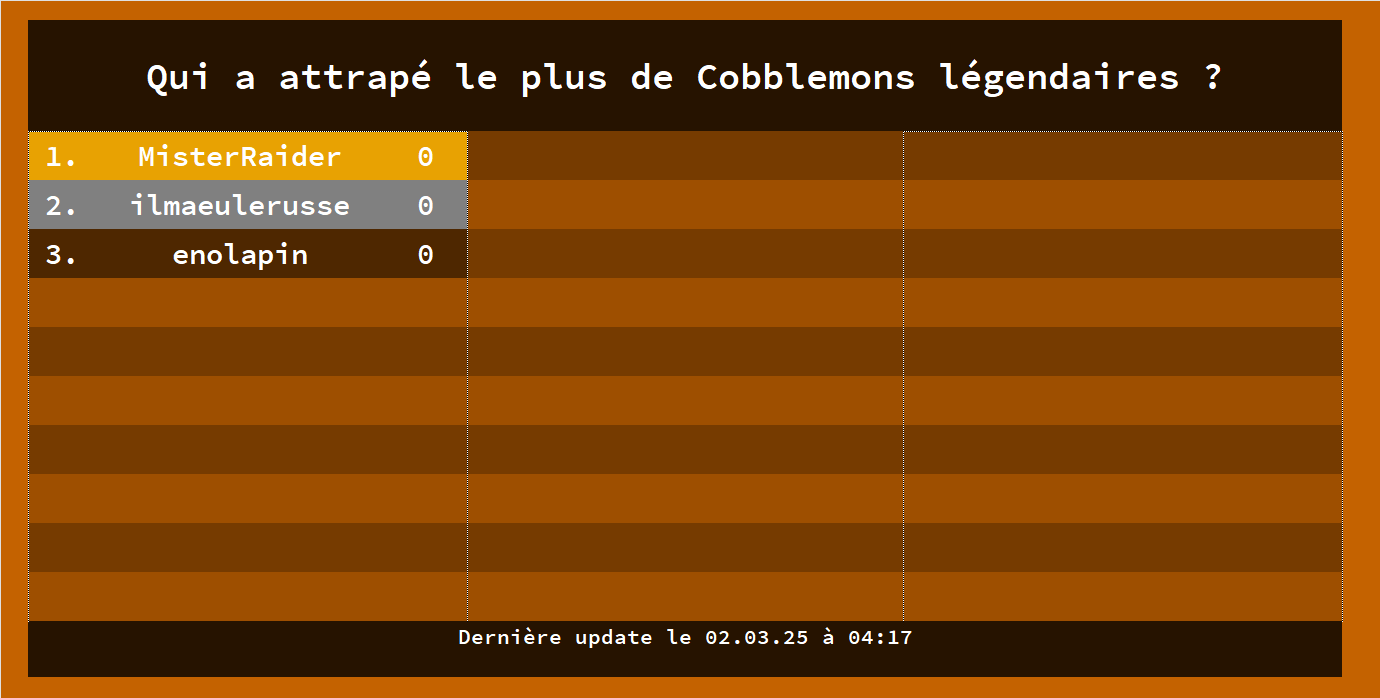 Qui a attrapé le plus de Cobblemons légendaires ?
1. MisterRaider 0
2. ilmaeulerusse 0
3. enolapin 0
Dernière update le 02.03.25 à 04:17